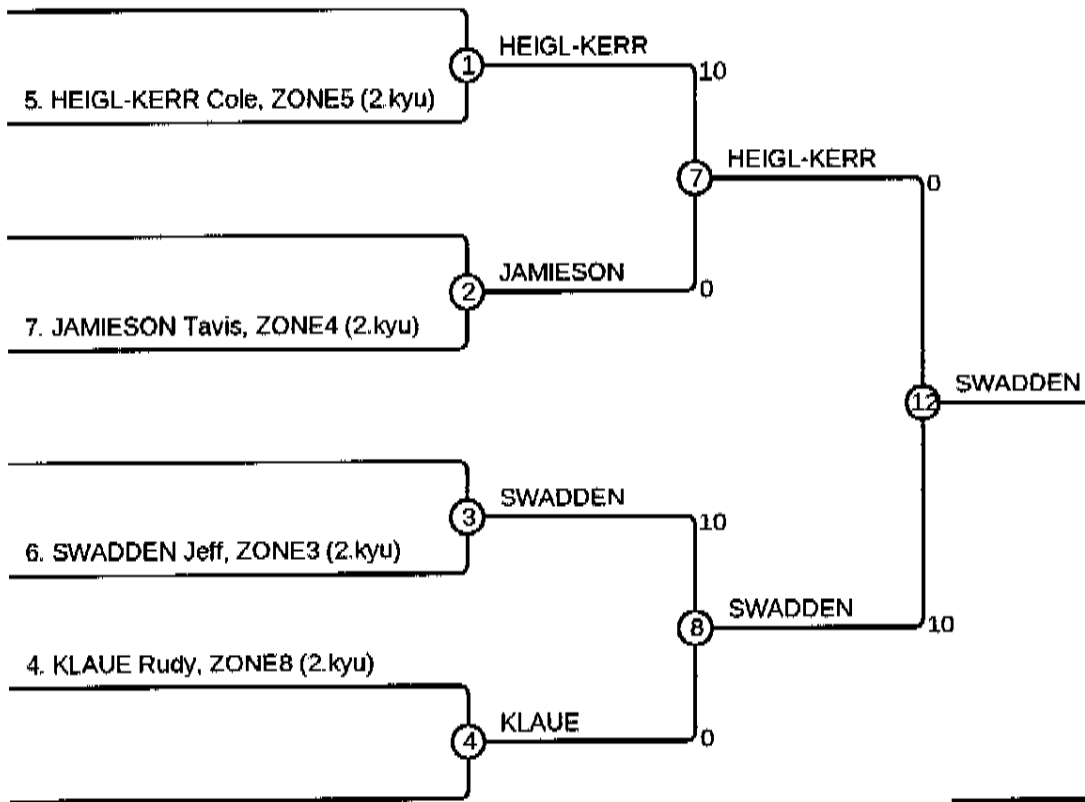 HEIGL-KERR
1
10
5. HEIGL-KERR Cole, ZONE5 (2.kyu)
HEIGL-KERR
7
0
JAMIESON
2
0
7. JAMIESON Tavis, ZONE4 (2.kyu)
SWADDEN
12
SWADDEN
3
10
6. SWADDEN Jeff, ZONE3 (2.kyu)
SWADDEN
8
10
4. KLAUE Rudy, ZONE8 (2.kyu)
KLAUE
4
0